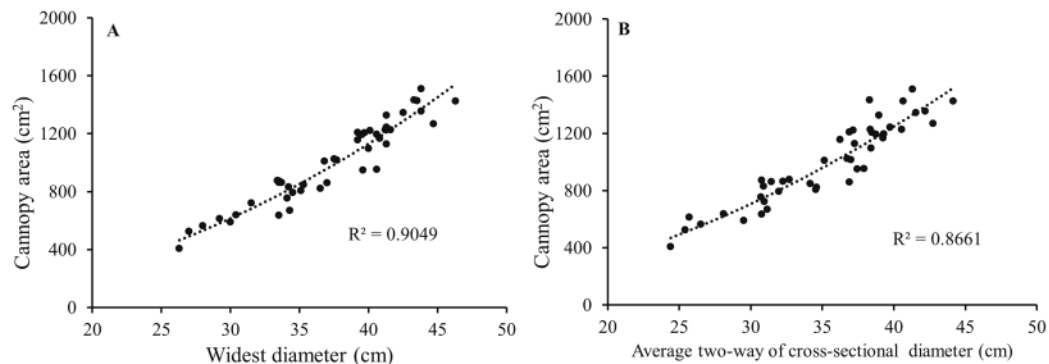 A
2000
1600
1200
800
400
0
Cannopy area (cm²)
R² = 0.9049
20 25 30 35 40 45 50
Widest diameter (cm)
B
2000
1600
1200
800
400
0
Cannopy area (cm²)
R² = 0.8661
20 25 30 35 40 45 50
Average two-way of cross-sectional diameter (cm)